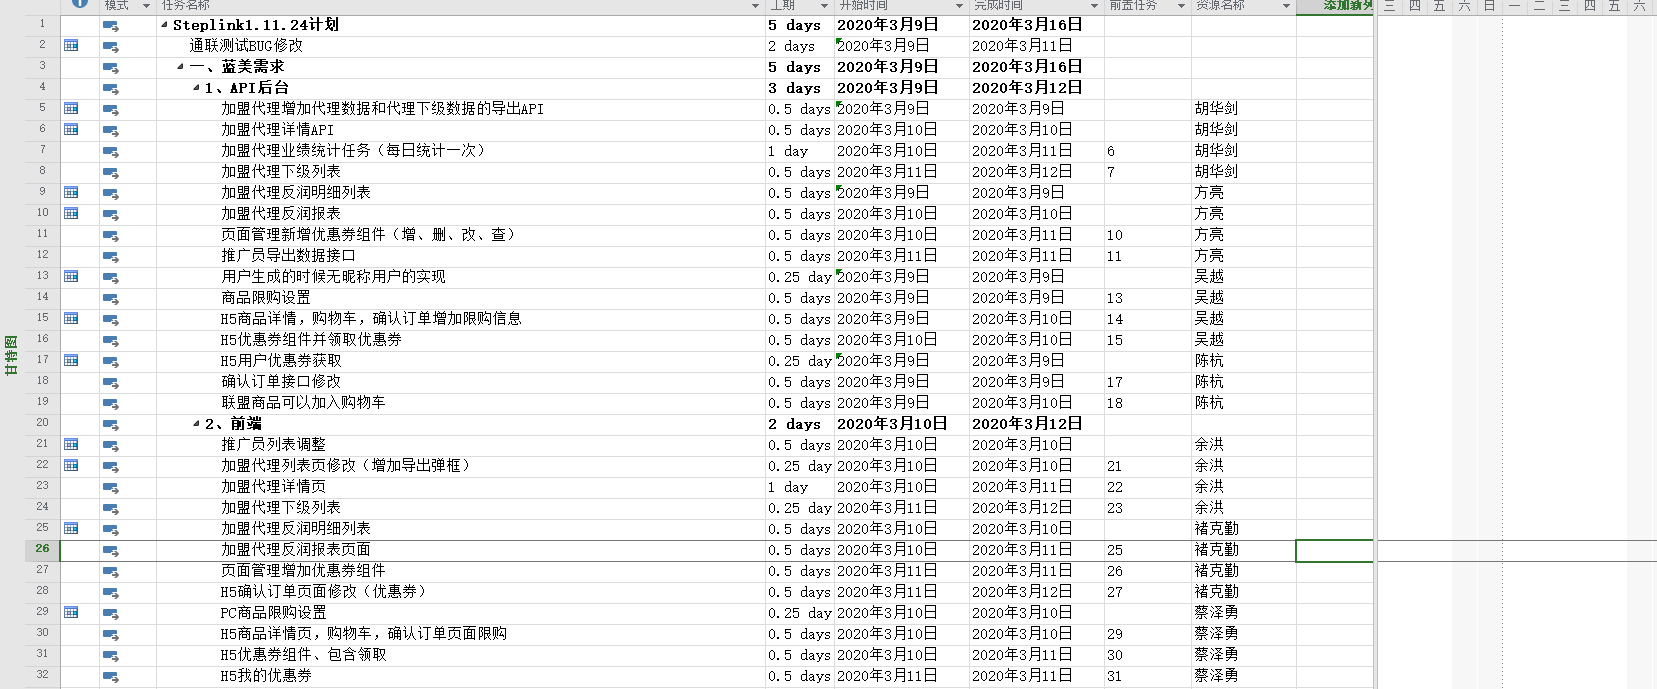 模式 任务名称 工期 开始时间 完成时间 前置任务 资源名称 添加新列 三 四 五 六 日 一 二 三 四 五 六
1 Steplink1.11.24计划 5 days 2020年3月9日 2020年3月16日
2 通联测试BUG修改 2 days 2020年3月9日 2020年3月11日
3 一、蓝美需求 5 days 2020年3月9日 2020年3月16日
4 1、API后台 3 days 2020年3月9日 2020年3月12日
5 加盟代理增加代理数据和代理下级数据的导出API 0.5 days 2020年3月9日 2020年3月9日 胡华剑
6 加盟代理详情API 0.5 days 2020年3月10日 2020年3月10日 胡华剑
7 加盟代理业绩统计任务（每日统计一次） 1 day 2020年3月10日 2020年3月11日 6 胡华剑
8 加盟代理下级列表 0.5 days 2020年3月11日 2020年3月12日 7 胡华剑
9 加盟代理反润明细列表 0.5 days 2020年3月9日 2020年3月9日 方亮
10 加盟代理反润报表 0.5 days 2020年3月10日 2020年3月10日 方亮
11 页面管理新增优惠券组件（增、删、改、查） 0.5 days 2020年3月10日 2020年3月11日 10 方亮
12 推广员导出数据接口 0.5 days 2020年3月11日 2020年3月11日 11 方亮
13 用户生成的时候无昵称用户的实现 0.25 day 2020年3月9日 2020年3月9日 吴越
14 商品限购设置 0.5 days 2020年3月9日 2020年3月9日 13 吴越
15 H5商品详情，购物车，确认订单增加限购信息 0.5 days 2020年3月9日 2020年3月10日 14 吴越
16 H5优惠券组件并领取优惠券 0.5 days 2020年3月10日 2020年3月10日 15 吴越
17 H5用户优惠券获取 0.25 day 2020年3月9日 2020年3月9日 陈杭
18 确认订单接口修改 0.5 days 2020年3月9日 2020年3月9日 17 陈杭
19 联盟商品可以加入购物车 0.5 days 2020年3月9日 2020年3月10日 18 陈杭
20 2、前端 2 days 2020年3月10日 2020年3月12日
21 推广员列表调整 0.5 days 2020年3月10日 2020年3月10日 余洪
22 加盟代理列表页修改（增加导出弹框） 0.25 day 2020年3月10日 2020年3月10日 21 余洪
23 加盟代理详情页 1 day 2020年3月10日 2020年3月11日 22 余洪
24 加盟代理下级列表 0.25 day 2020年3月11日 2020年3月12日 23 余洪
25 加盟代理反润明细列表 0.5 days 2020年3月10日 2020年3月10日 褚克勤
26 加盟代理反润报表页面 0.5 days 2020年3月10日 2020年3月11日 25 褚克勤
27 页面管理增加优惠券组件 0.5 days 2020年3月11日 2020年3月11日 26 褚克勤
28 H5确认订单页面修改（优惠券） 0.5 days 2020年3月11日 2020年3月12日 27 褚克勤
29 PC商品限购设置 0.25 day 2020年3月10日 2020年3月10日 蔡泽勇
30 H5商品详情页，购物车，确认订单页面限购 0.5 days 2020年3月10日 2020年3月10日 29 蔡泽勇
31 H5优惠券组件、包含领取 0.5 days 2020年3月10日 2020年3月11日 30 蔡泽勇
32 H5我的优惠券 0.5 days 2020年3月11日 2020年3月11日 31 蔡泽勇
甘特图